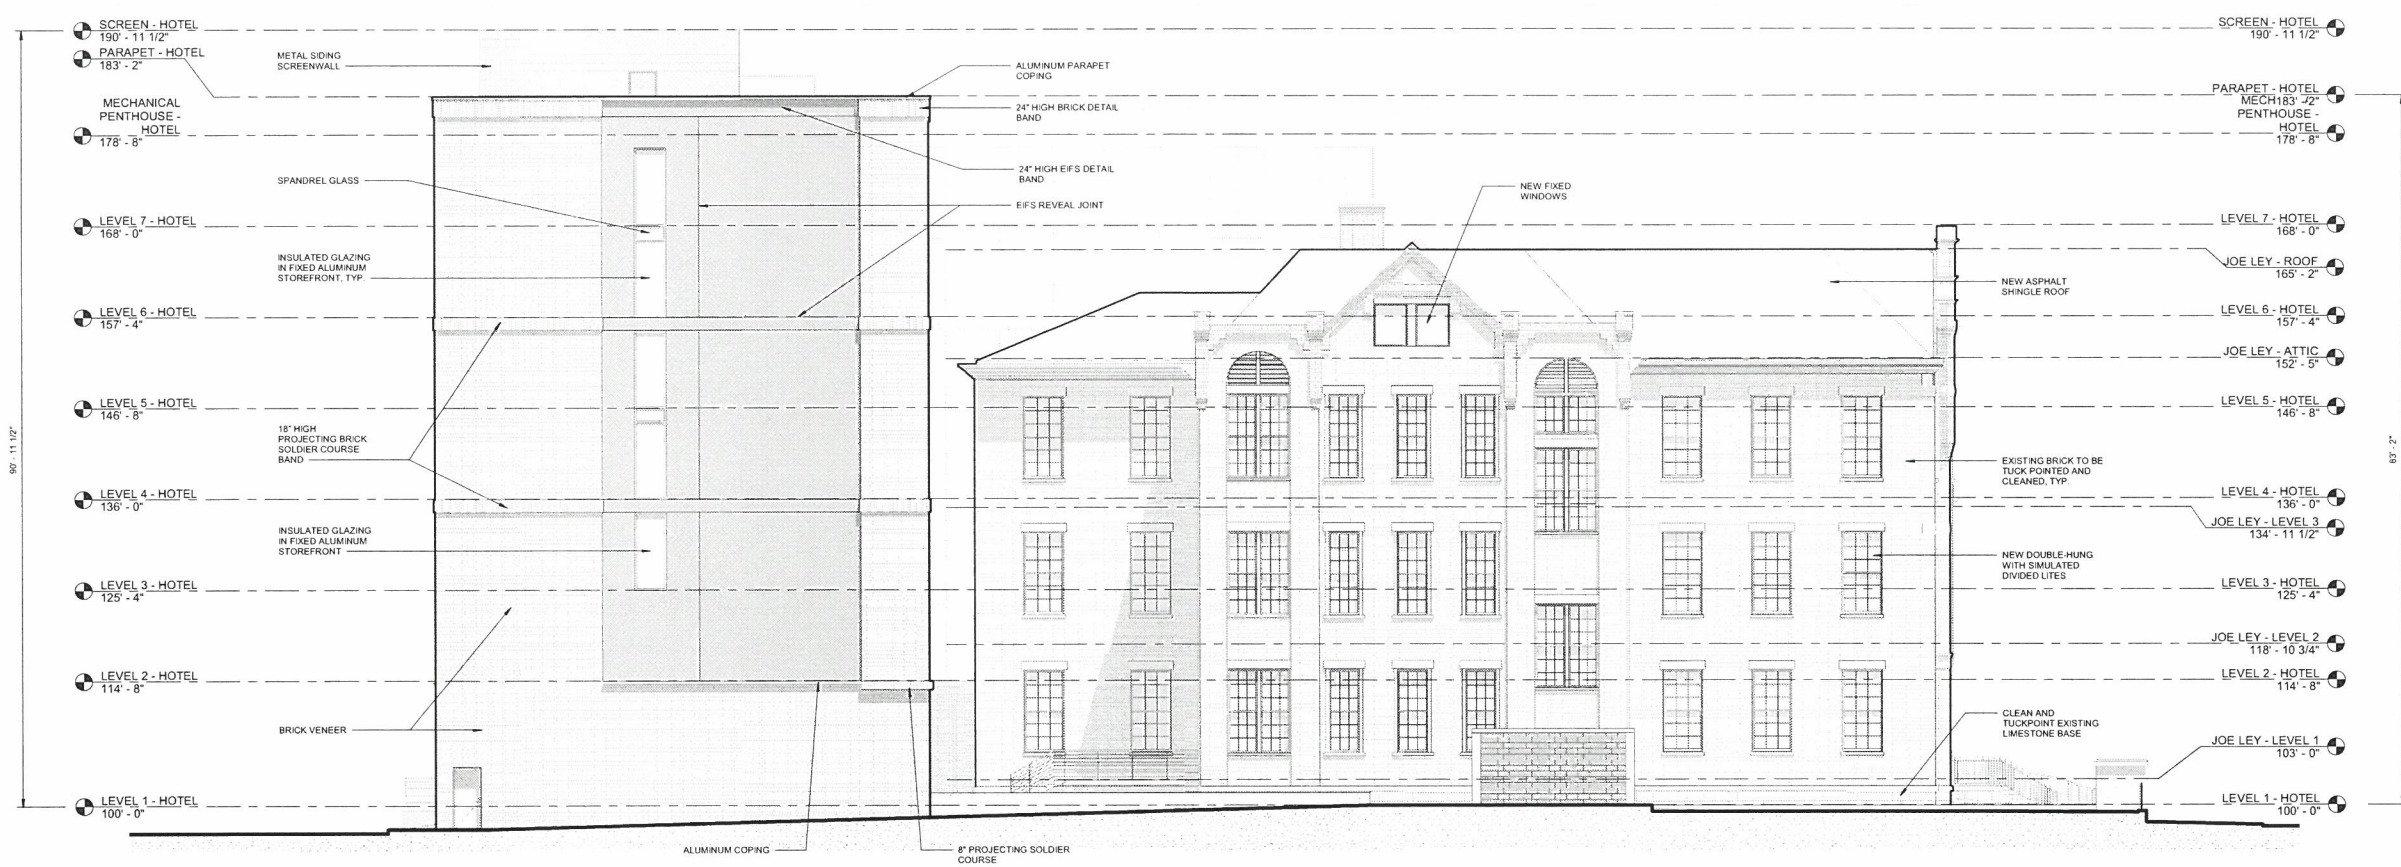 SCREEN - HOTEL
190' - 11 1/2"
PARAPET - HOTEL
183' - 2"
MECHANICAL
PENTHOUSE -
HOTEL
178' - 8"
LEVEL 7 - HOTEL
168' - 0"
LEVEL 6 - HOTEL
157' - 4"
LEVEL 5 - HOTEL
146' - 8"
LEVEL 4 - HOTEL
136' - 0"
LEVEL 3 - HOTEL
125' - 4"
LEVEL 2 - HOTEL
114' - 8"
LEVEL 1 - HOTEL
100' - 0"
90' - 11 1/2"
METAL SIDING
SCREENWALL
SPANDREL GLASS
INSULATED GLAZING
IN FIXED ALUMINUM
STOREFRONT, TYP.
18" HIGH
PROJECTING BRICK
SOLDIER COURSE
BAND
INSULATED GLAZING
IN FIXED ALUMINUM
STOREFRONT
BRICK VENEER
ALUMINUM COPING
8" PROJECTING SOLDIER
COURSE
ALUMINUM PARAPET
COPING
24" HIGH BRICK DETAIL
BAND
24" HIGH EIFS DETAIL
BAND
EIFS REVEAL JOINT
NEW FIXED
WINDOWS
NEW ASPHALT
SHINGLE ROOF
EXISTING BRICK TO BE
TUCK POINTED AND
CLEANED, TYP.
NEW DOUBLE-HUNG
WITH SIMULATED
DIVIDED LITES
CLEAN AND
TUCKPOINT EXISTING
LIMESTONE BASE
SCREEN - HOTEL
190' - 11 1/2"
PARAPET - HOTEL
MECH183' - 2"
PENTHOUSE -
HOTEL
178' - 8"
LEVEL 7 - HOTEL
168' - 0"
JOE LEY - ROOF
165' - 2"
LEVEL 6 - HOTEL
157' - 4"
JOE LEY - ATTIC
152' - 5"
LEVEL 5 - HOTEL
146' - 8"
LEVEL 4 - HOTEL
136' - 0"
JOE LEY - LEVEL 3
134' - 11 1/2"
LEVEL 3 - HOTEL
125' - 4"
JOE LEY - LEVEL 2
118' - 10 3/4"
LEVEL 2 - HOTEL
114' - 8"
JOE LEY - LEVEL 1
103' - 0"
LEVEL 1 - HOTEL
100' - 0"
83' - 2"